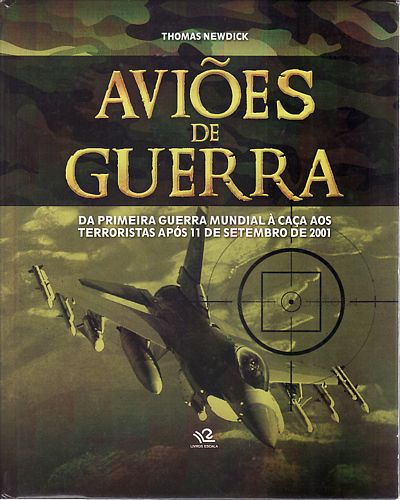 THOMAS NEWDICK
AVIÕES
DE
GUERRA
DA PRIMEIRA GUERRA MUNDIAL À CAÇA AOS
TERRORISTAS APÓS 11 DE SETEMBRO DE 2001
LIVROS ESCALA